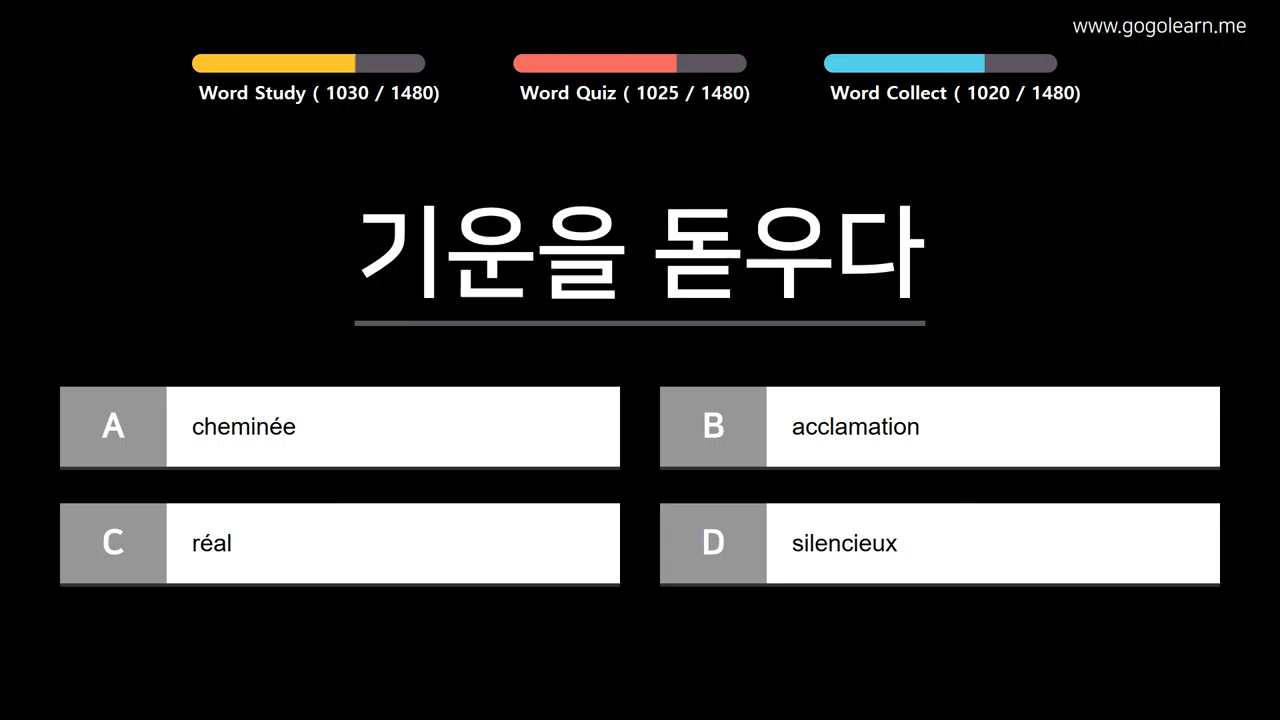 www.gogolearn.me
Word Study ( 1030 / 1480)
Word Quiz ( 1025 / 1480)
Word Collect ( 1020 / 1480)
기운을 돋우다
A cheminée
B acclamation
C réal
D silencieux